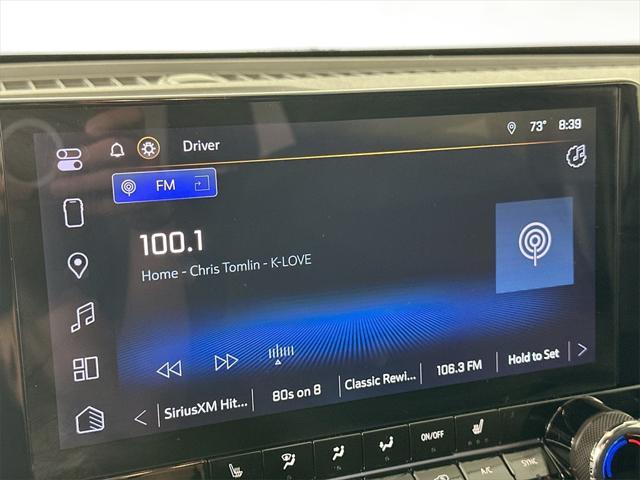 Driver
73° 8:39
FM
100.1
Home - Chris Tomlin - K-LOVE
SiriusXM Hit... 80s on 8 Classic Rewi... 106.3 FM Hold to Set
ON/OFF
A/C SYNC